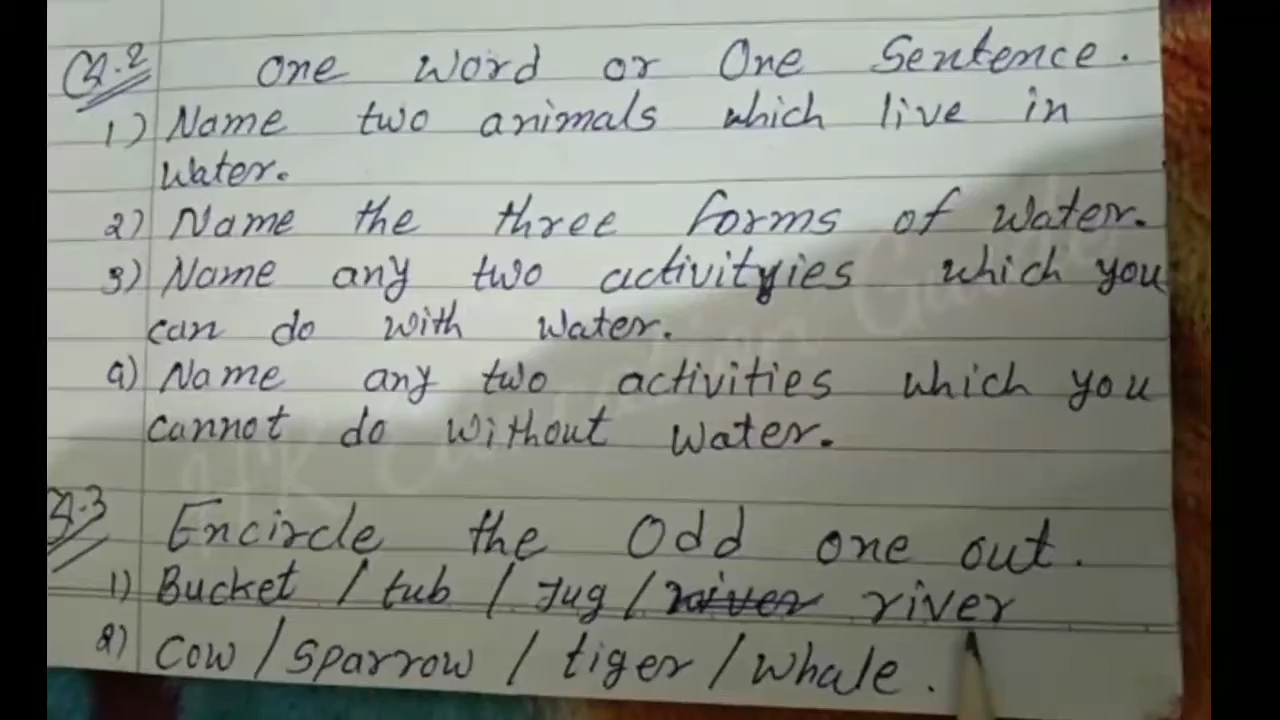 Q.2 One Word or One Sentence.
1) Name two animals which live in
Water.
2) Name the three forms of Water.
3) Name any two activityies which you
can do with Water.
4) Name any two activities which you
cannot do without Water.
Q.3 Encircle the Odd one out.
1) Bucket / tub / Jug / river river
2) Cow / Sparrow / tiger / Whale.